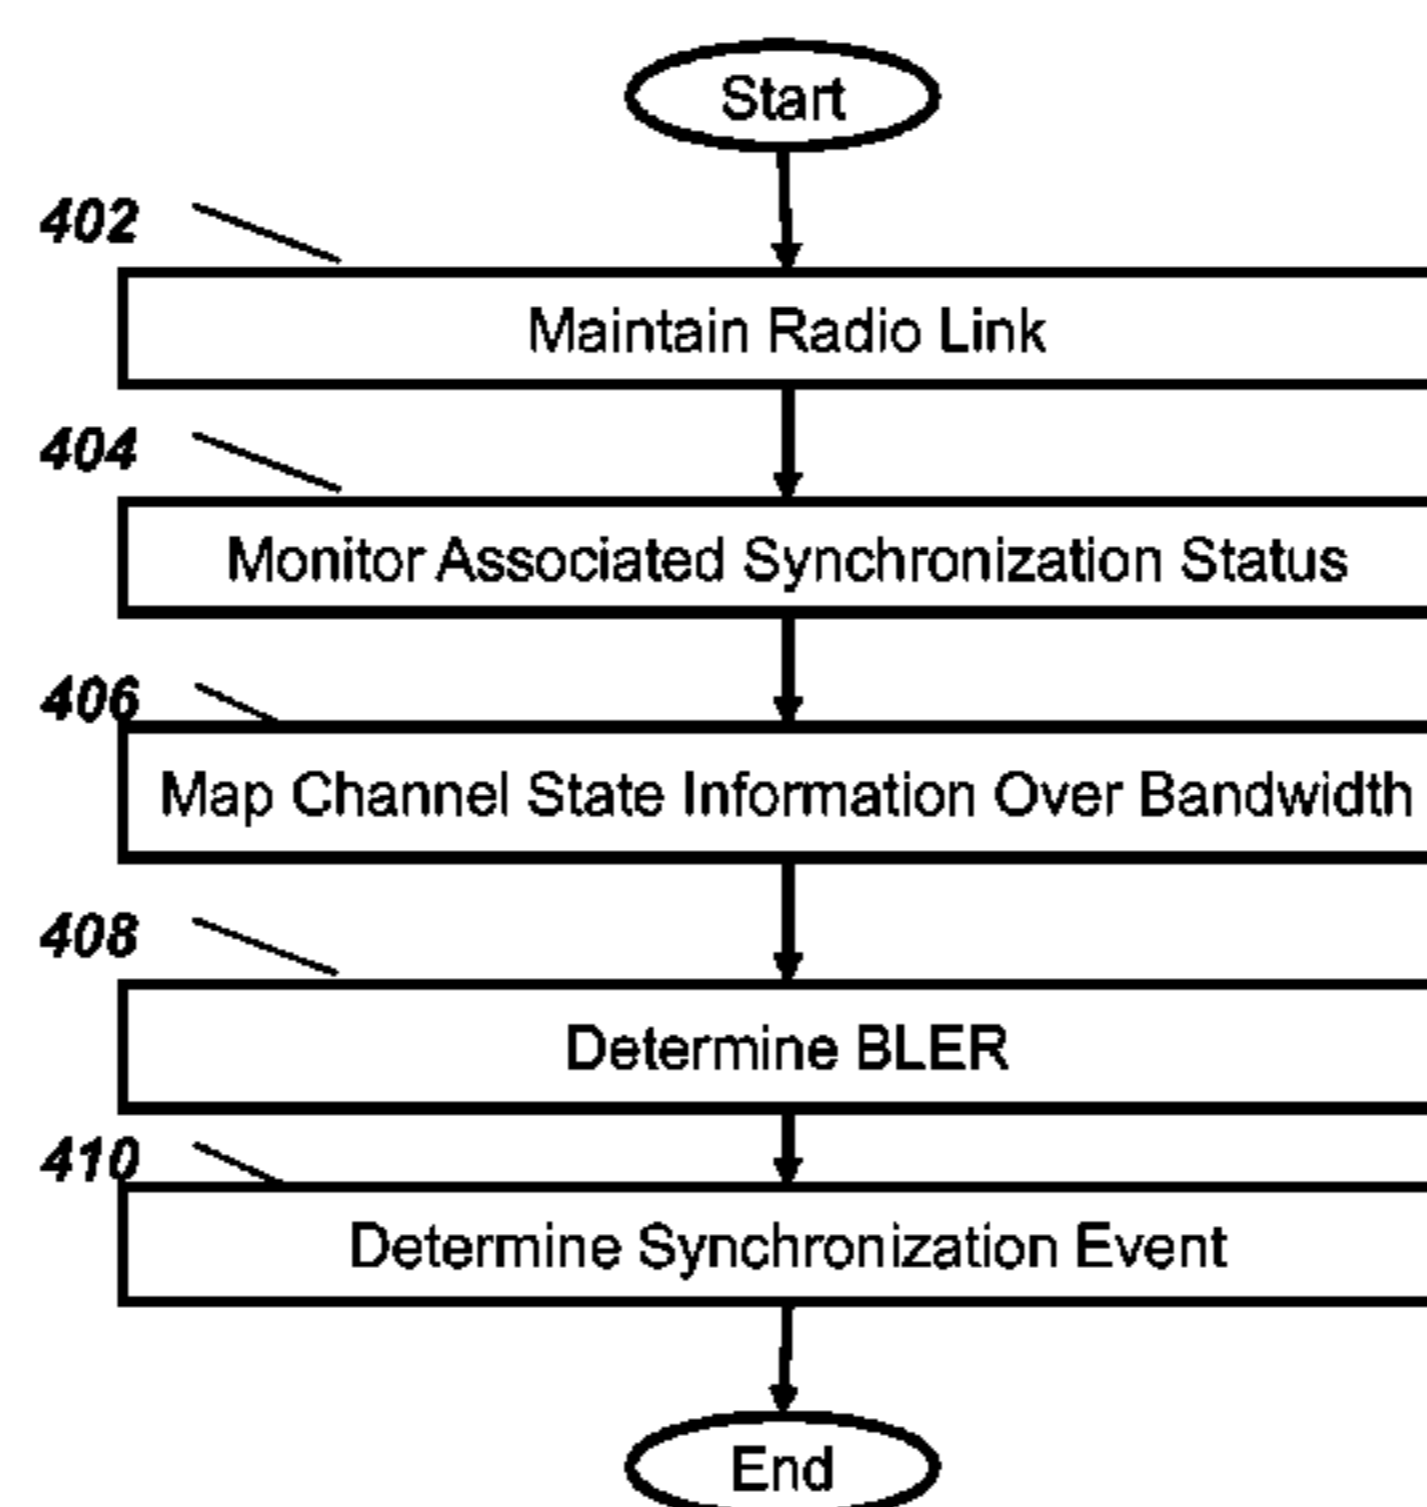 Start
402
Maintain Radio Link
404
Monitor Associated Synchronization Status
406
Map Channel State Information Over Bandwidth
408
Determine BLER
410
Determine Synchronization Event
End